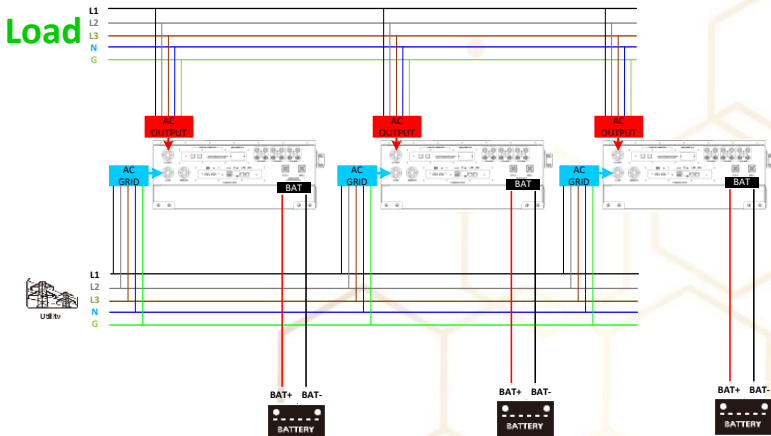 Load
L1
L2
L3
N
G
AC
OUTPUT
AC
OUTPUT
AC
OUTPUT
AC
GRID
BAT
AC
GRID
BAT
AC
GRID
BAT
L1
L2
L3
N
G
Utility
BAT+ BAT-
BATTERY
BAT+ BAT-
BATTERY
BAT+ BAT-
BATTERY